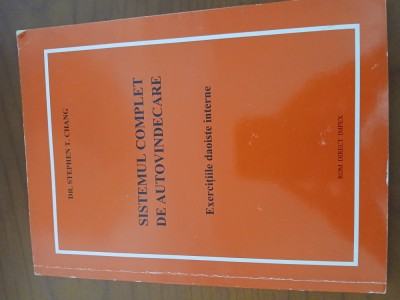 DR. STEPHEN T. CHANG
SISTEMUL COMPLET
DE AUTOVINDECARE
Exercițiile daoiste interne
ROM DIRECT IMPEX